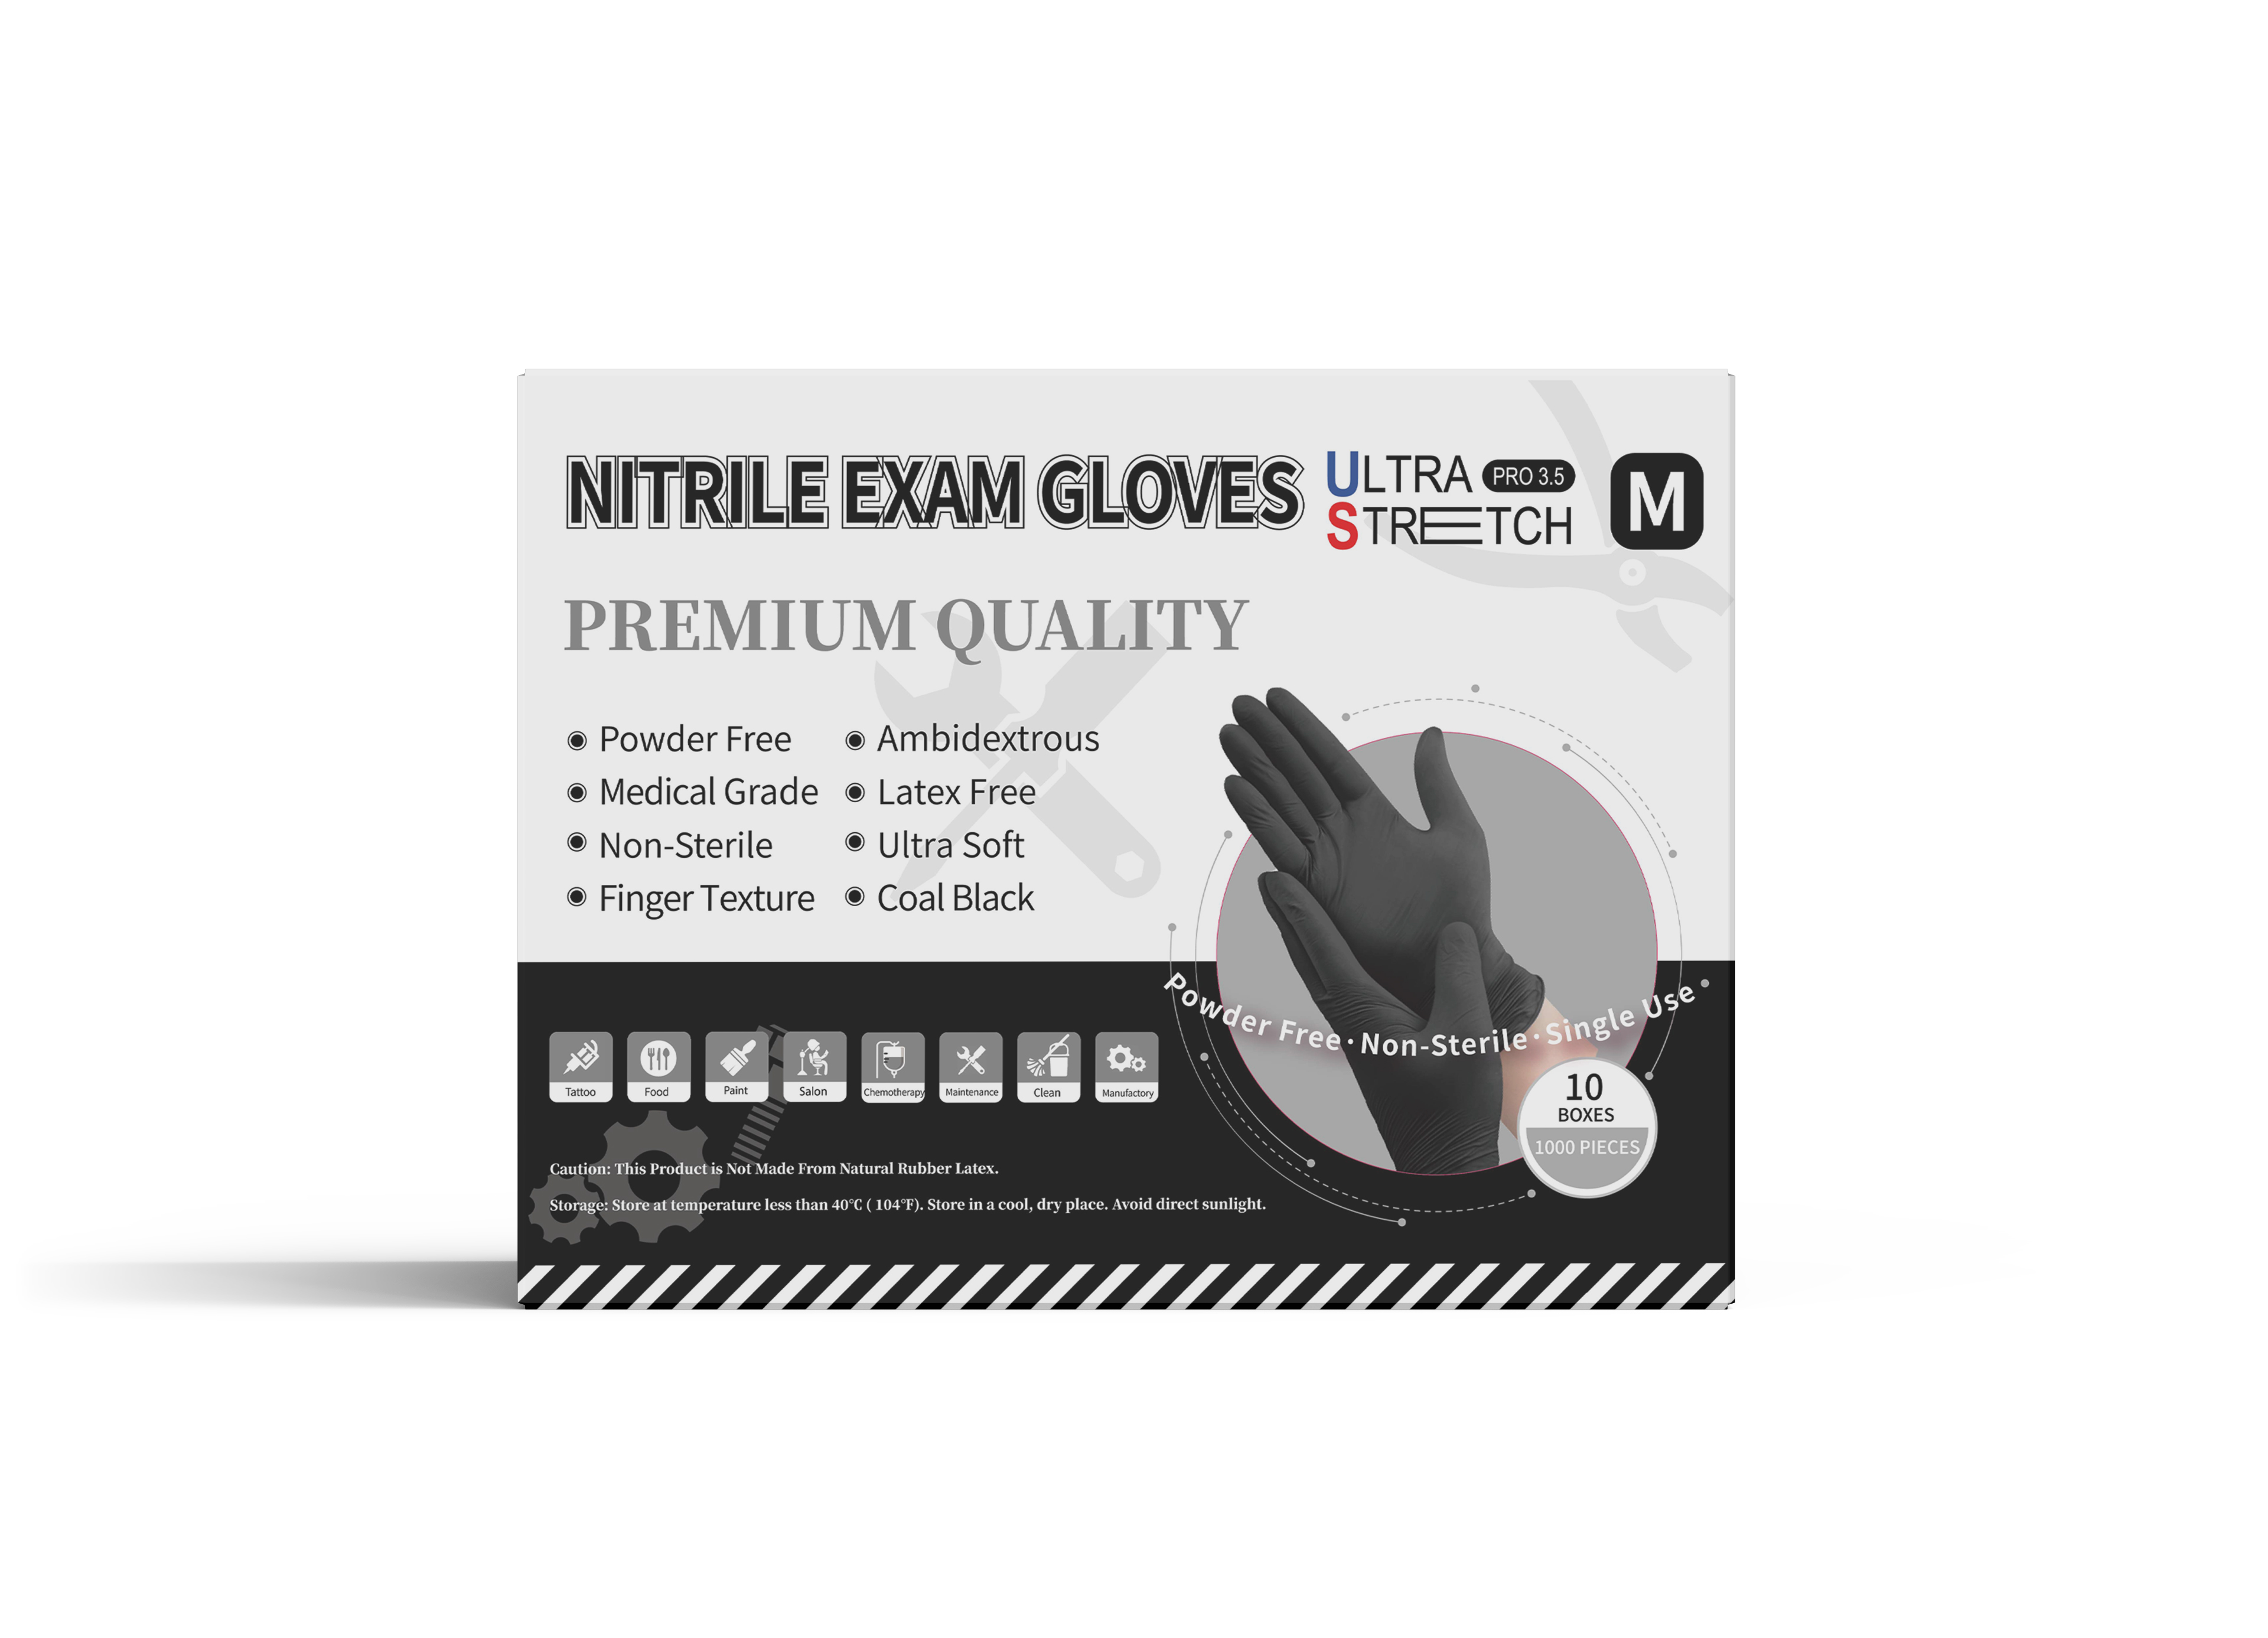 NITRILE EXAM GLOVES
ULTRA PRO 3.5
STRETCH
M
PREMIUM QUALITY
Powder Free
Medical Grade
Non-Sterile
Finger Texture
Ambidextrous
Latex Free
Ultra Soft
Coal Black
Powder Free·Non-Sterile·Single Use
Tattoo
Food
Paint
Salon
Chemotherapy
Maintenance
Clean
Manufactory
10
BOXES
1000 PIECES
Caution: This Product is Not Made From Natural Rubber Latex.
Storage: Store at temperature less than 40℃ ( 104℉). Store in a cool, dry place. Avoid direct sunlight.